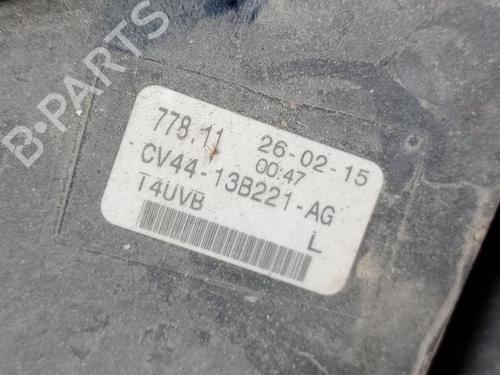 B-PARTS
778.11 26-02-15
00:47
CV44-13B221-AG
T4UVB
L